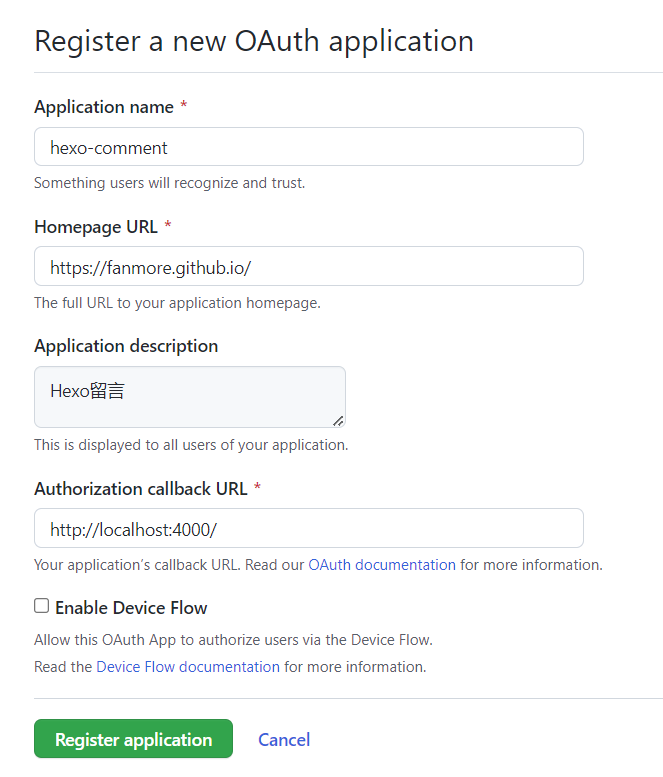 Register a new OAuth application
Application name *
hexo-comment
Something users will recognize and trust.
Homepage URL *
https://fanmore.github.io/
The full URL to your application homepage.
Application description
Hexo留言
This is displayed to all users of your application.
Authorization callback URL *
http://localhost:4000/
Your application’s callback URL. Read our OAuth documentation for more information.
Enable Device Flow
Allow this OAuth App to authorize users via the Device Flow.
Read the Device Flow documentation for more information.
Register application Cancel